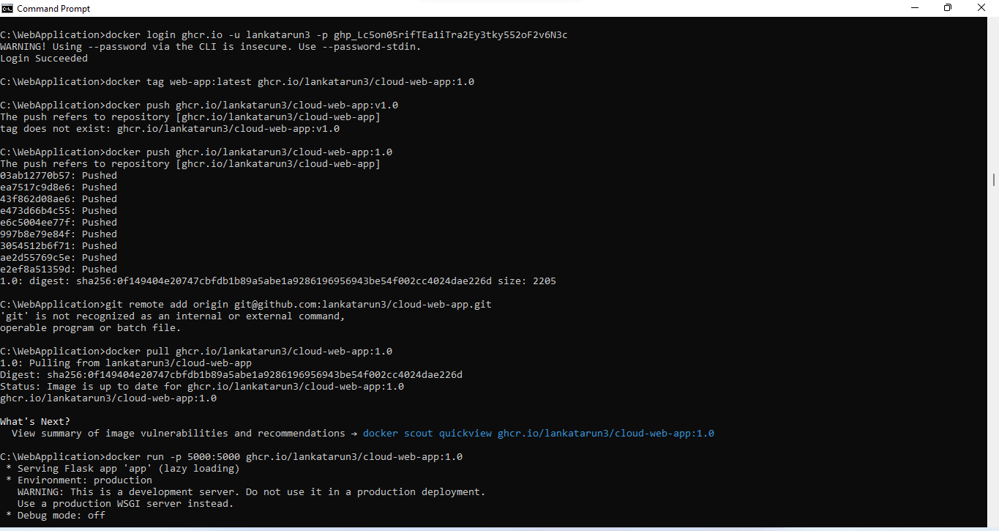 Command Prompt
C:\WebApplication>docker login ghcr.io -u lankatarun3 -p 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
WARNING! Using --password via the CLI is insecure. Use --password-stdin.
Login Succeeded
C:\WebApplication>docker tag web-app:latest ghcr.io/lankatarun3/cloud-web-app:1.0
C:\WebApplication>docker push ghcr.io/lankatarun3/cloud-web-app:v1.0
The push refers to repository [ghcr.io/lankatarun3/cloud-web-app]
tag does not exist: ghcr.io/lankatarun3/cloud-web-app:v1.0
C:\WebApplication>docker push ghcr.io/lankatarun3/cloud-web-app:1.0
The push refers to repository [ghcr.io/lankatarun3/cloud-web-app]
03ab12770b57: Pushed
ea7517c9d8e6: Pushed
43f862d08ae6: Pushed
e473d66b4c55: Pushed
e6c5004ee77f: Pushed
997b8e79e84f: Pushed
3054512b6f71: Pushed
ae2d55769c5e: Pushed
e2ef8a51359d: Pushed
1.0: digest: sha256:0f149404e20747cbfdb1b89a5abe1a9286196956943be54f002cc4024dae226d size: 2205
C:\WebApplication>git remote add origin git@github.com:lankatarun3/cloud-web-app.git
'git' is not recognized as an internal or external command,
operable program or batch file.
C:\WebApplication>docker pull ghcr.io/lankatarun3/cloud-web-app:1.0
1.0: Pulling from lankatarun3/cloud-web-app
Digest: sha256:0f149404e20747cbfdb1b89a5abe1a9286196956943be54f002cc4024dae226d
Status: Image is up to date for ghcr.io/lankatarun3/cloud-web-app:1.0
ghcr.io/lankatarun3/cloud-web-app:1.0
What's Next?
View summary of image vulnerabilities and recommendations → docker scout quickview ghcr.io/lankatarun3/cloud-web-app:1.0
C:\WebApplication>docker run -p 5000:5000 ghcr.io/lankatarun3/cloud-web-app:1.0
* Serving Flask app 'app' (lazy loading)
* Environment: production
WARNING: This is a development server. Do not use it in a production deployment.
Use a production WSGI server instead.
* Debug mode: off